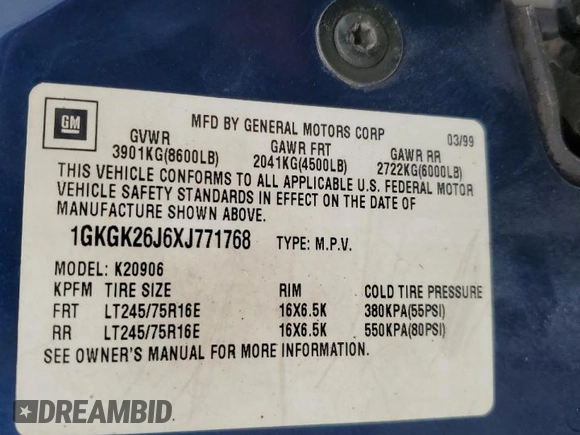 GM
MFD BY GENERAL MOTORS CORP 03/99
GVWR GAWR FRT GAWR RR
3901KG(8600LB) 2041KG(4500LB) 2722KG(6000LB)
THIS VEHICLE CONFORMS TO ALL APPLICABLE U.S. FEDERAL MOTOR
VEHICLE SAFETY STANDARDS IN EFFECT ON THE DATE OF
MANUFACTURE SHOWN ABOVE.
1GKGK26J6XJ771768 TYPE: M.P.V.
MODEL: K20906
KPFM TIRE SIZE RIM COLD TIRE PRESSURE
FRT LT245/75R16E 16X6.5K 380KPA(55PSI)
RR LT245/75R16E 16X6.5K 550KPA(80PSI)
SEE OWNER'S MANUAL FOR MORE INFORMATION.
DREAMBID